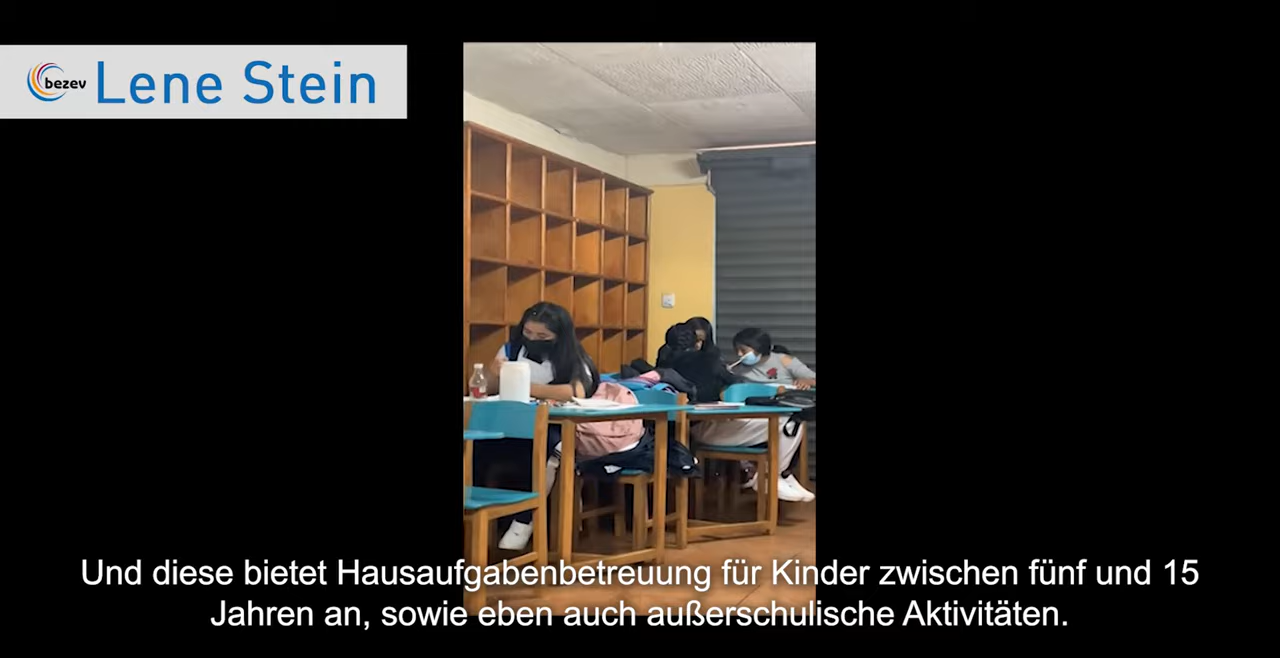 bezev Lene Stein
Und diese bietet Hausaufgabenbetreuung für Kinder zwischen fünf und 15
Jahren an, sowie eben auch außerschulische Aktivitäten.